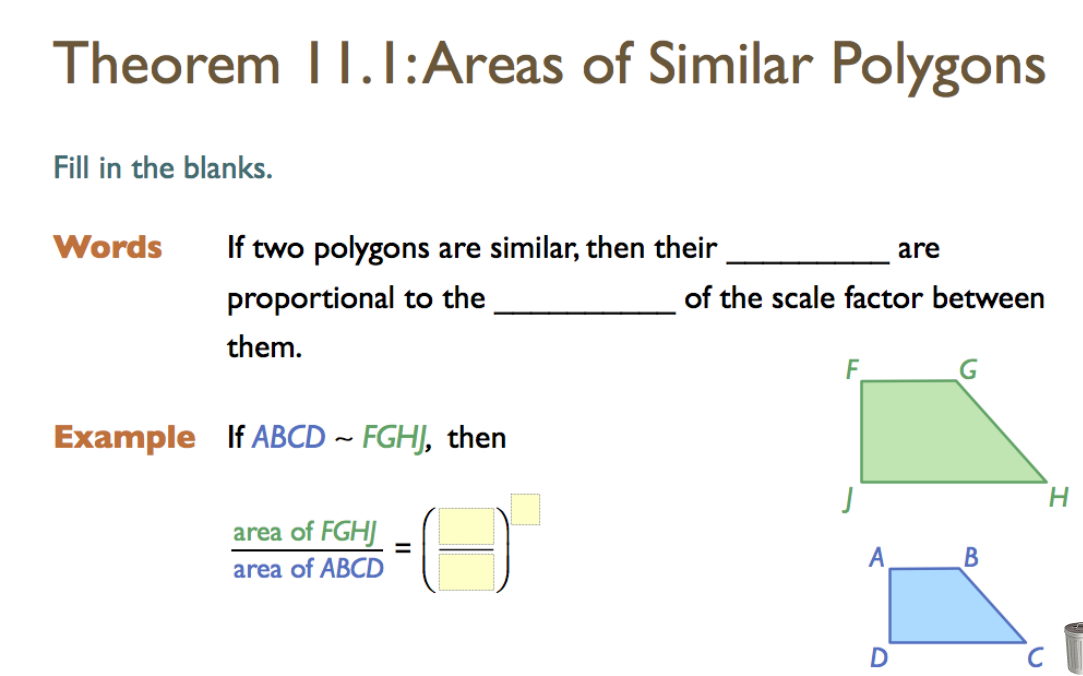 Theorem 11.1: Areas of Similar Polygons
Fill in the blanks.
Words If two polygons are similar, then their __________ are
proportional to the ___________ of the scale factor between
them.
Example If ABCD ~ FGHJ, then
area of FGHJ
area of ABCD
= ( )
F G
J H
A B
D C